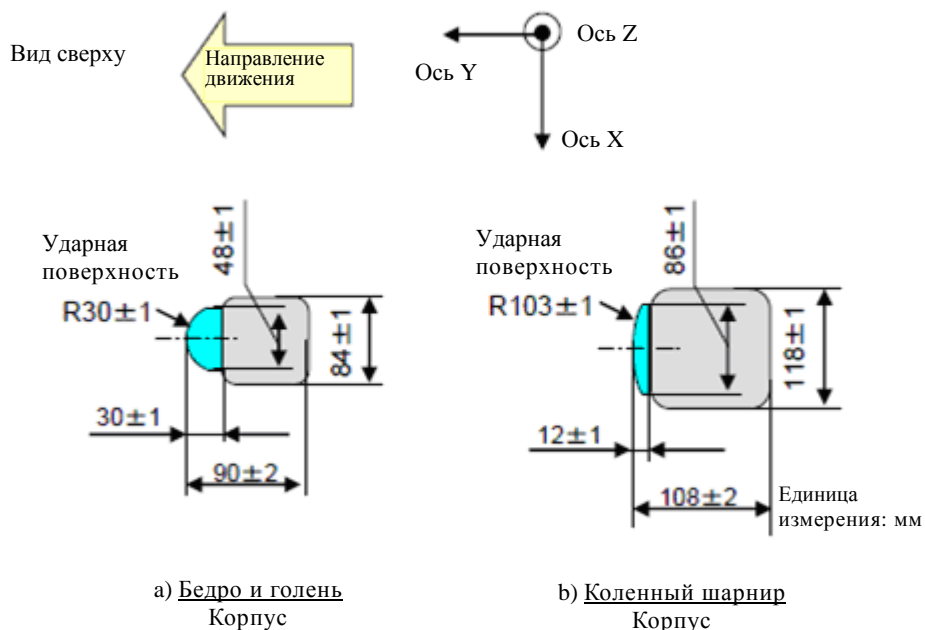 Вид сверху
Направление
движения
Ось Z
Ось Y
Ось X
Ударная
поверхность
R30±1
48±1
84±1
30±1
90±2
Ударная
поверхность
R103±1
86±1
118±1
12±1
108±2
Единица
измерения: мм
a) Бедро и голень
Корпус
b) Коленный шарнир
Корпус